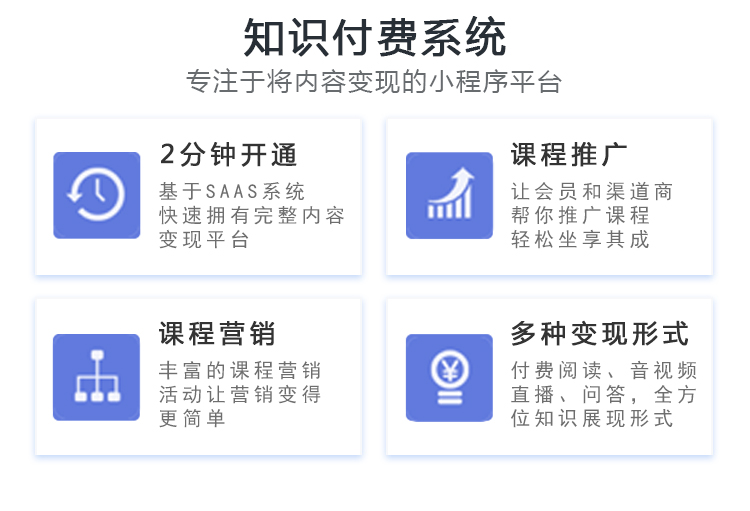 知识付费系统
专注于将内容变现的小程序平台
2分钟开通
基于SAAS系统
快速拥有完整内容
变现平台
课程推广
让会员和渠道商
帮你推广课程
轻松坐享其成
课程营销
丰富的课程营销
活动让营销变得
更简单
多种变现形式
付费阅读、音视频
直播、问答，全方
位知识展现形式